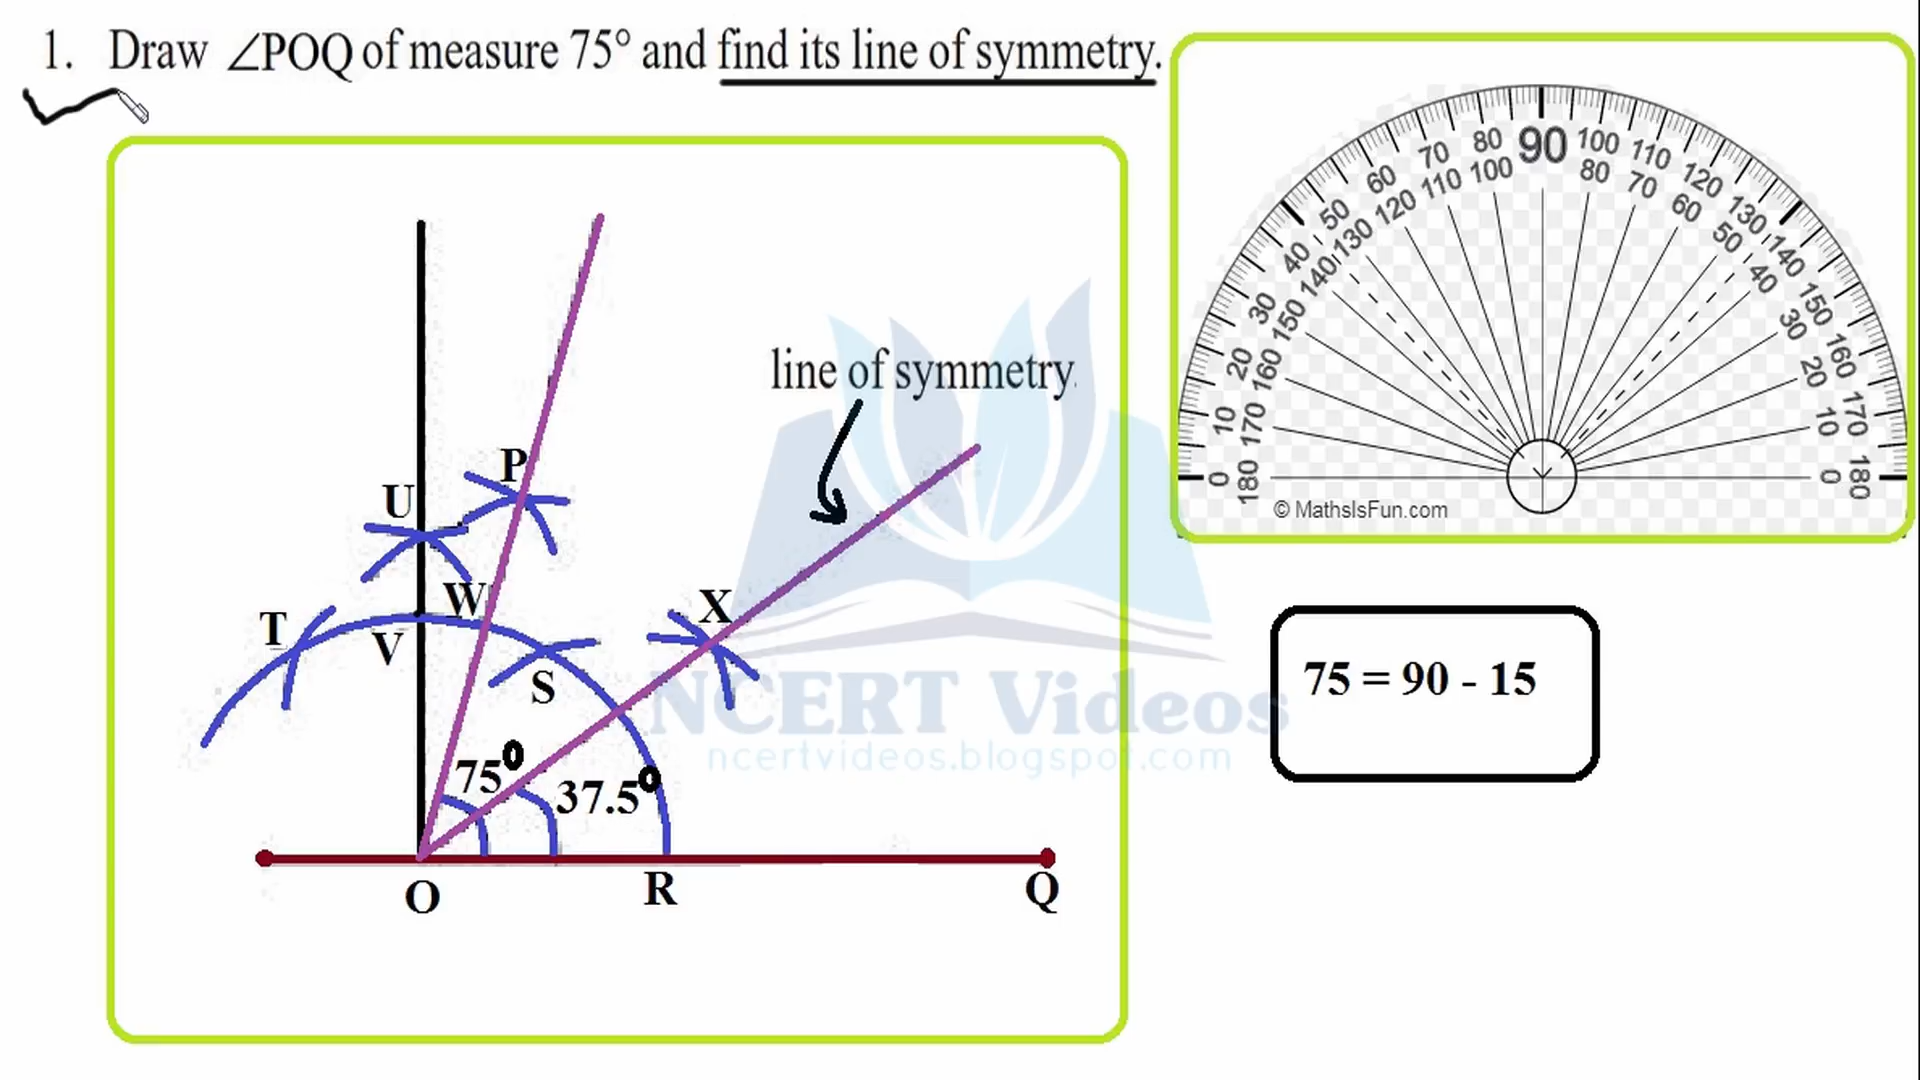 1. Draw ∠POQ of measure 75° and find its line of symmetry.
line of symmetry
P
U
W
T
V
S
X
75⁰
37.5⁰
O
R
Q
90
80 100 70 110 60 120 50 130 40 140 30 150 20 160 10 170 0 180
100 80 110 70 120 60 130 50 140 40 150 30 160 20 170 10 180 0
© MathsIsFun.com
75 = 90 - 15
NCERT Videos
ncertvideos.blogspot.com